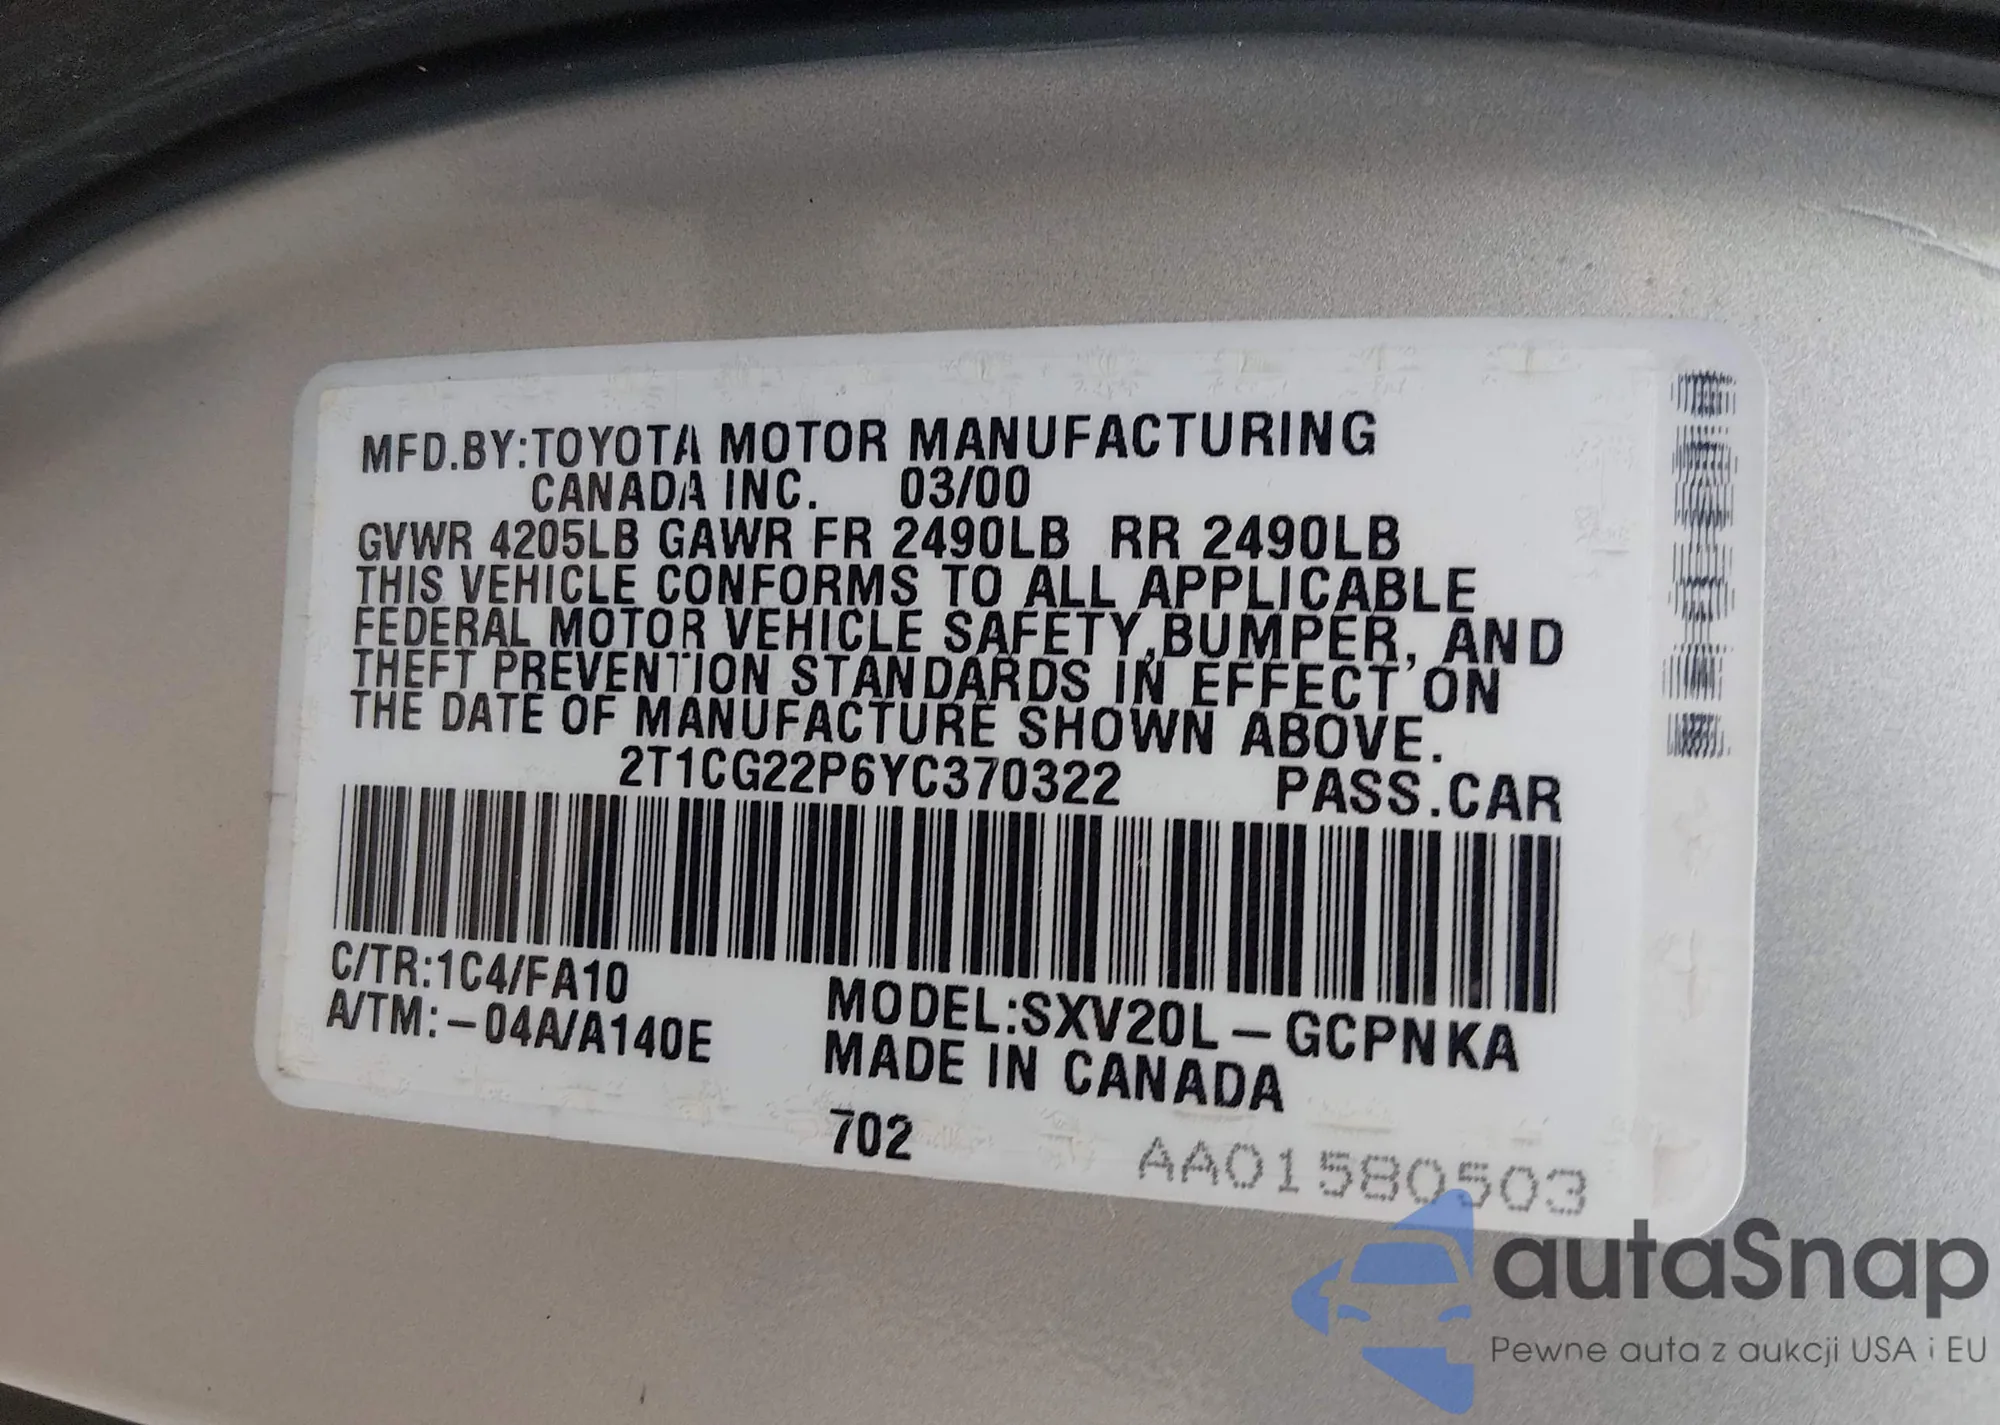 MFD.BY:TOYOTA MOTOR MANUFACTURING
CANADA INC. 03/00
GVWR 4205LB GAWR FR 2490LB RR 2490LB
THIS VEHICLE CONFORMS TO ALL APPLICABLE
FEDERAL MOTOR VEHICLE SAFETY,BUMPER, AND
THEFT PREVENTION STANDARDS IN EFFECT ON
THE DATE OF MANUFACTURE SHOWN ABOVE.
2T1CG22P6YC370322 PASS.CAR
C/TR:1C4/FA10
A/TM:-04A/A140E
MODEL:SXV20L-GCPNKA
MADE IN CANADA
702
AA01580503
autaSnap
Pewne auta z aukcji USA i EU